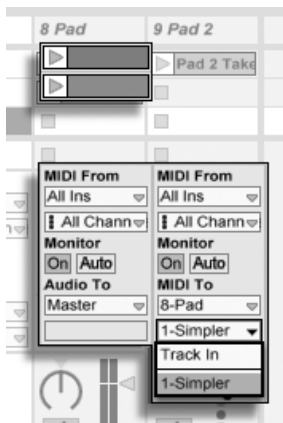 8 Pad 9 Pad 2
Pad 2 Take
MIDI From MIDI From
All Ins All Ins
All Chann All Chann
Monitor Monitor
On Auto On Auto
Audio To MIDI To
Master 8-Pad
1-Simpler
Track In
1-Simpler